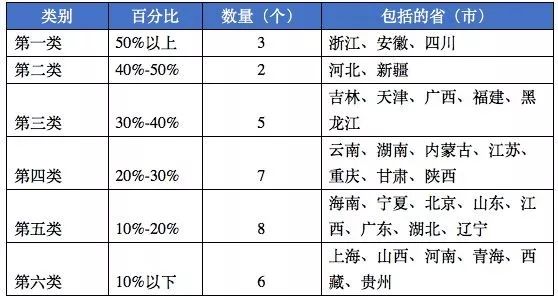 类别 百分比 数量（个） 包括的省（市）
第一类 50%以上 3 浙江、安徽、四川
第二类 40%-50% 2 河北、新疆
第三类 30%-40% 5 吉林、天津、广西、福建、黑
龙江
第四类 20%-30% 7 云南、湖南、内蒙古、江苏、
重庆、甘肃、陕西
第五类 10%-20% 8 海南、宁夏、北京、山东、江
西、广东、湖北、辽宁
第六类 10%以下 6 上海、山西、河南、青海、西
藏、贵州